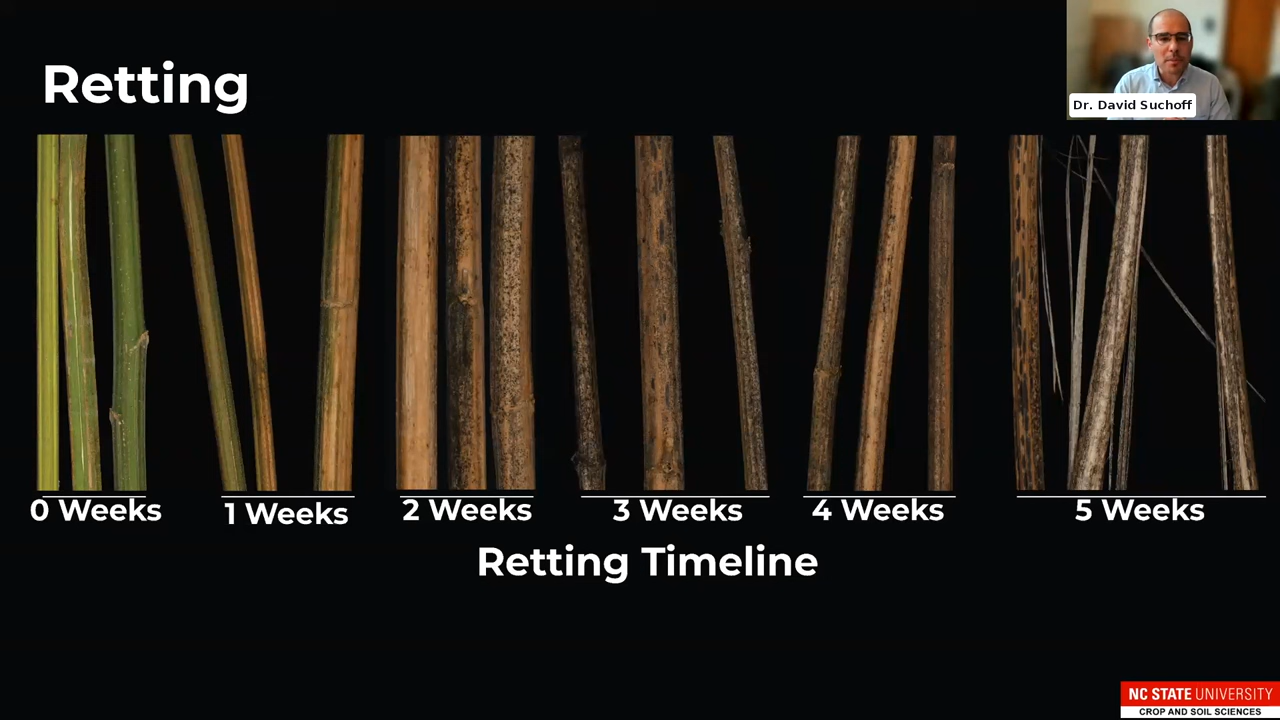 Retting
Dr. David Suchoff
0 Weeks
1 Weeks
2 Weeks
3 Weeks
4 Weeks
5 Weeks
Retting Timeline
NC STATE UNIVERSITY
CROP AND SOIL SCIENCES